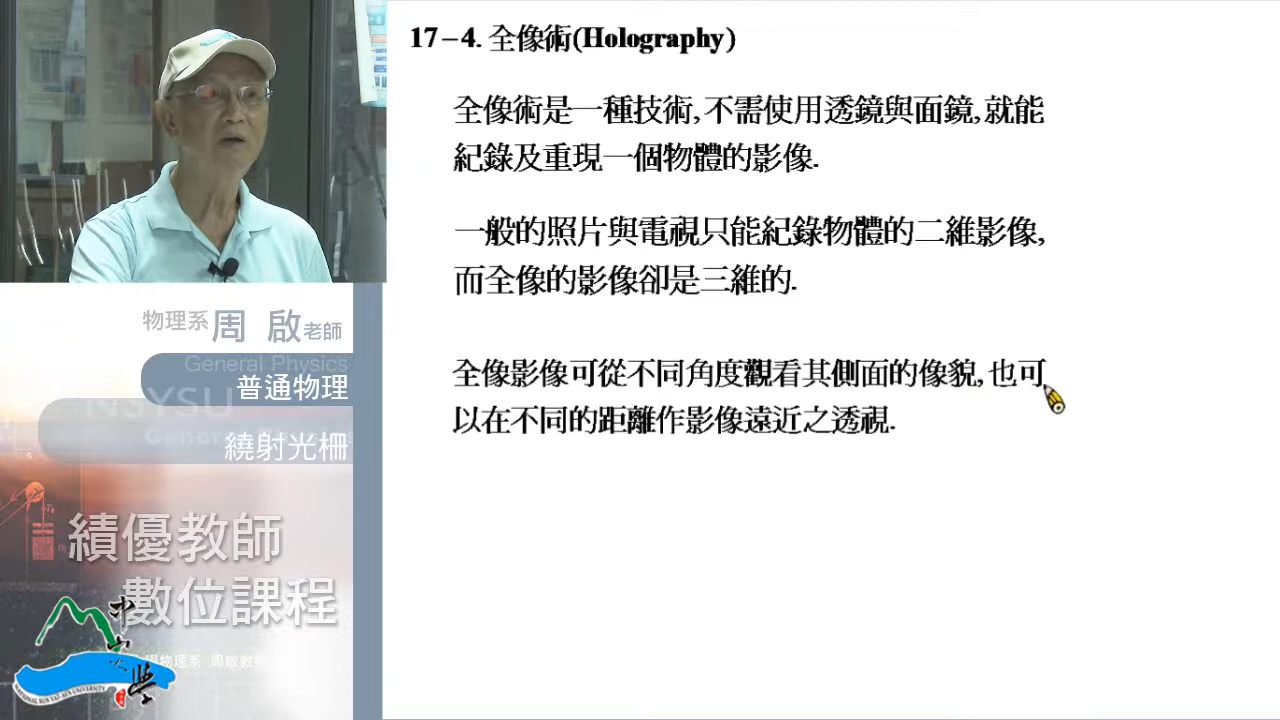 17－4. 全像術(Holography)
全像術是一種技術,不需使用透鏡與面鏡,就能
紀錄及重現一個物體的影像.
一般的照片與電視只能紀錄物體的二維影像,
而全像的影像卻是三維的.
全像影像可從不同角度觀看其側面的像貌,也可
以在不同的距離作影像遠近之透視.
物理系周 啟老師
General Physics
普通物理
NSYSU
繞射光柵
績優教師
數位課程
NATIONAL SUN YAT-SEN UNIVERSITY